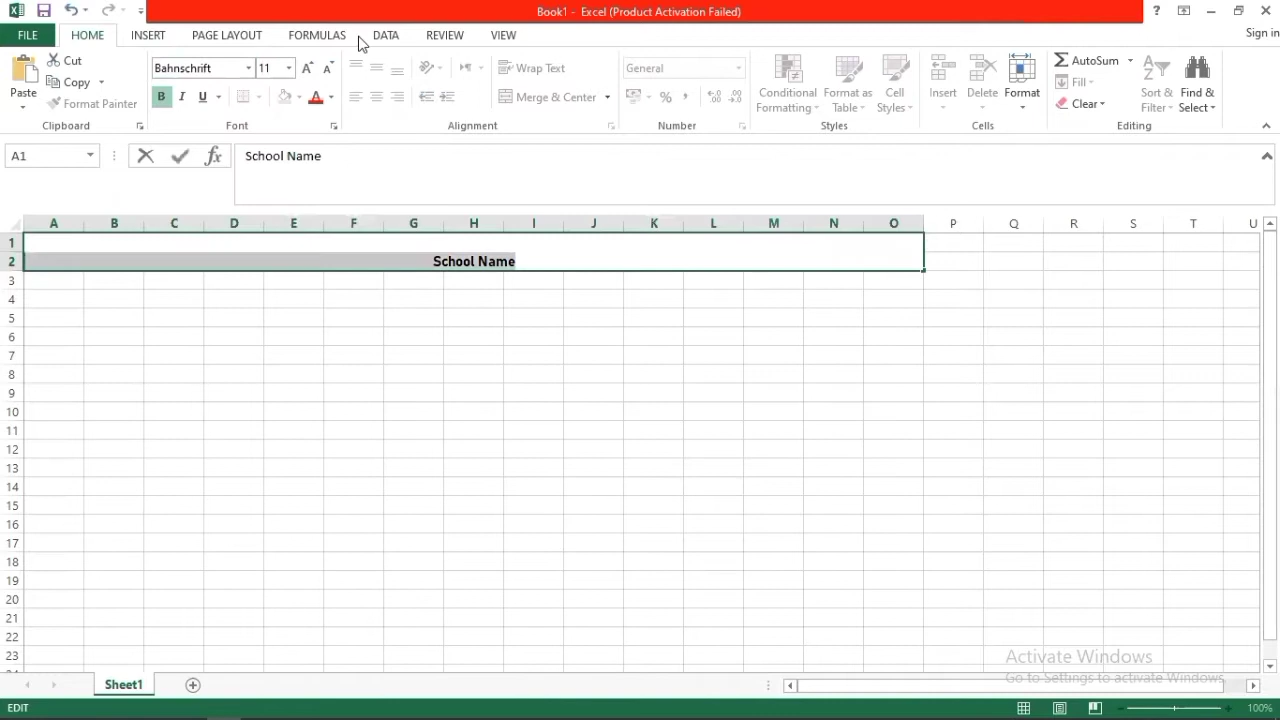 Book1 - Excel (Product Activation Failed)
?
FILE HOME INSERT PAGE LAYOUT FORMULAS DATA REVIEW VIEW Sign in
Paste Cut Copy Format Painter
Clipboard
Bahnschrift 11 A A
B I U A
Font
Wrap Text
Merge & Center
Alignment
General
% , .00 .0
Number
Conditional Formatting Format as Table Cell Styles
Styles
Insert Delete Format
Cells
AutoSum
Fill
Clear
Sort & Filter Find & Select
Editing
A1 fx School Name
A B C D E F G H I J K L M N O P Q R S T U
1
2 School Name
3
4
5
6
7
8
9
10
11
12
13
14
15
16
17
18
19
20
21
22
23
Activate Windows
Go to Settings to activate Windows.
Sheet1
EDIT 100%